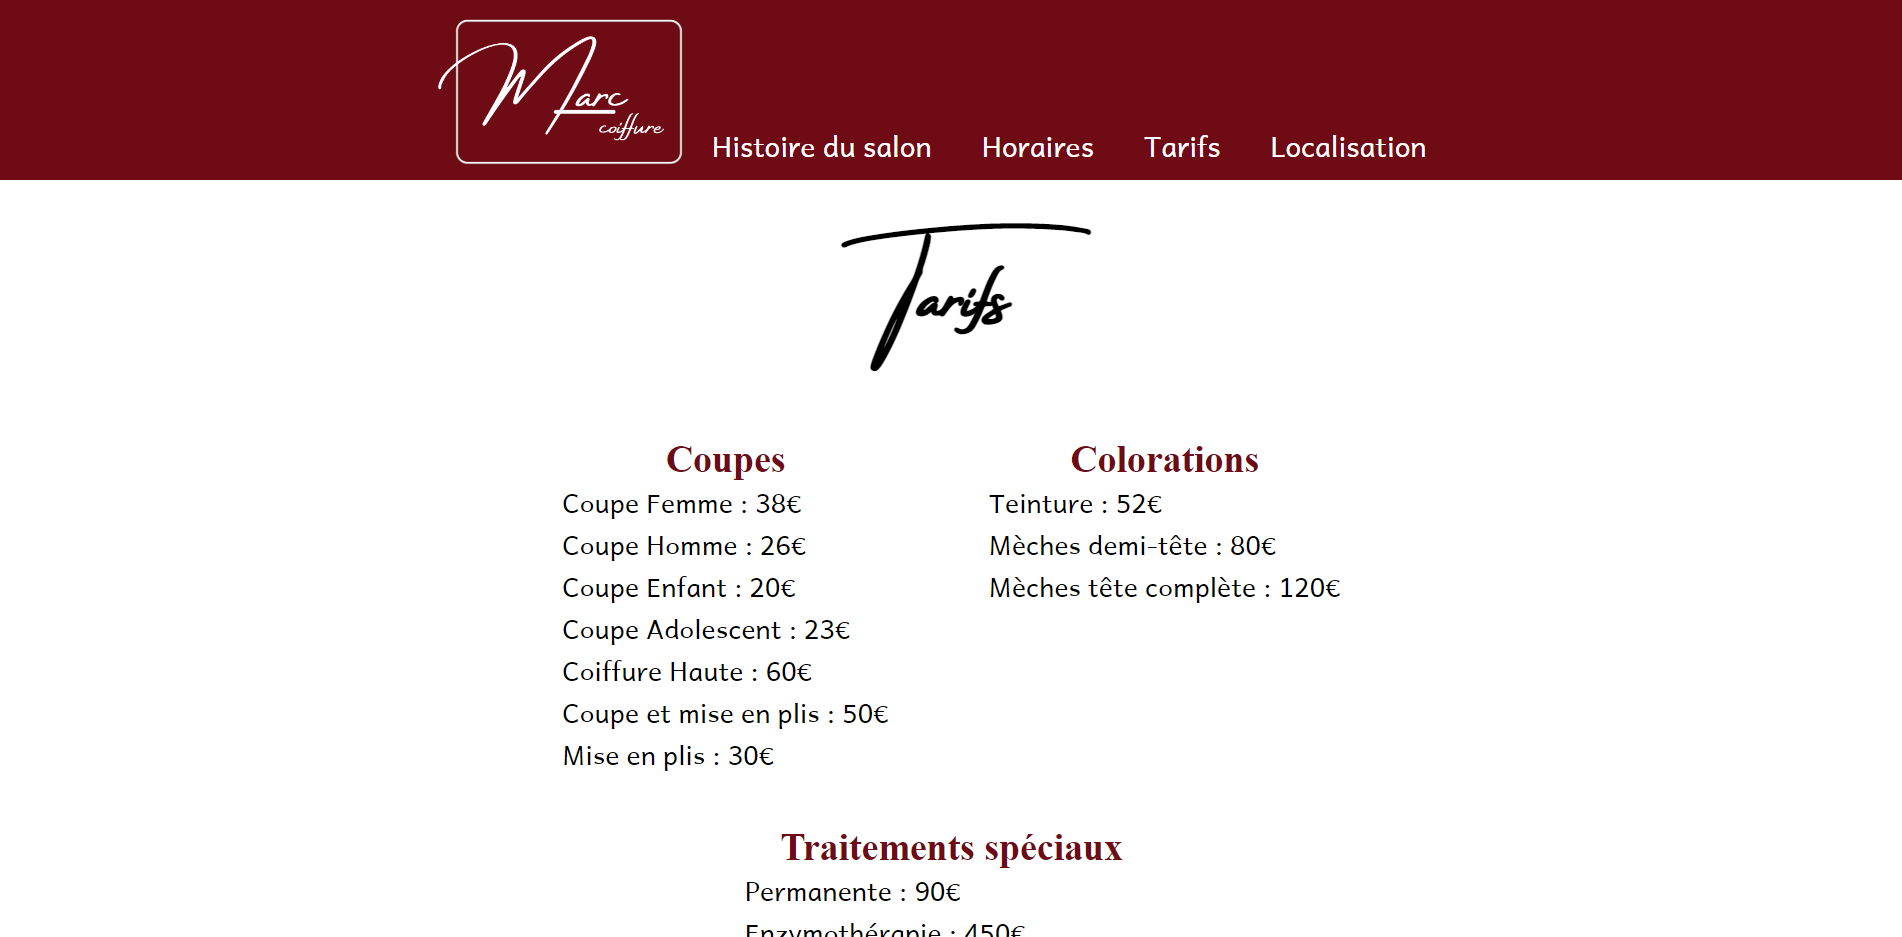 Marc
coiffure
Histoire du salon Horaires Tarifs Localisation
Tarifs
Coupes
Coupe Femme : 38€
Coupe Homme : 26€
Coupe Enfant : 20€
Coupe Adolescent : 23€
Coiffure Haute : 60€
Coupe et mise en plis : 50€
Mise en plis : 30€
Colorations
Teinture : 52€
Mèches demi-tête : 80€
Mèches tête complète : 120€
Traitements spéciaux
Permanente : 90€
Enzymothérapie : 450€